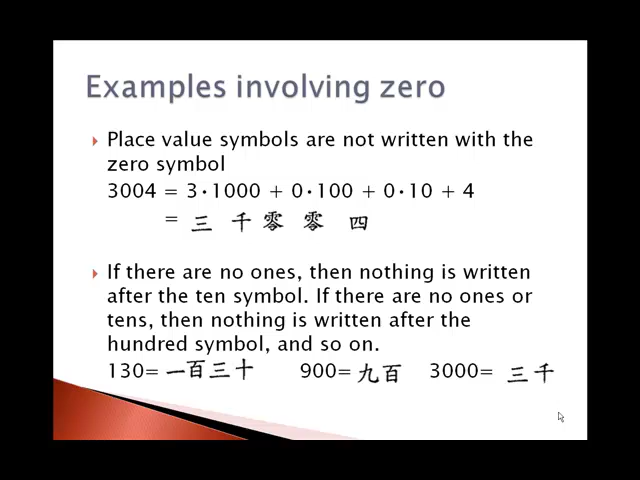 Examples involving zero
Place value symbols are not written with the
zero symbol
3004 = 3·1000 + 0·100 + 0·10 + 4
= 三 千 零 零 四
If there are no ones, then nothing is written
after the ten symbol. If there are no ones or
tens, then nothing is written after the
hundred symbol, and so on.
130= 一百三十 900= 九百 3000= 三千